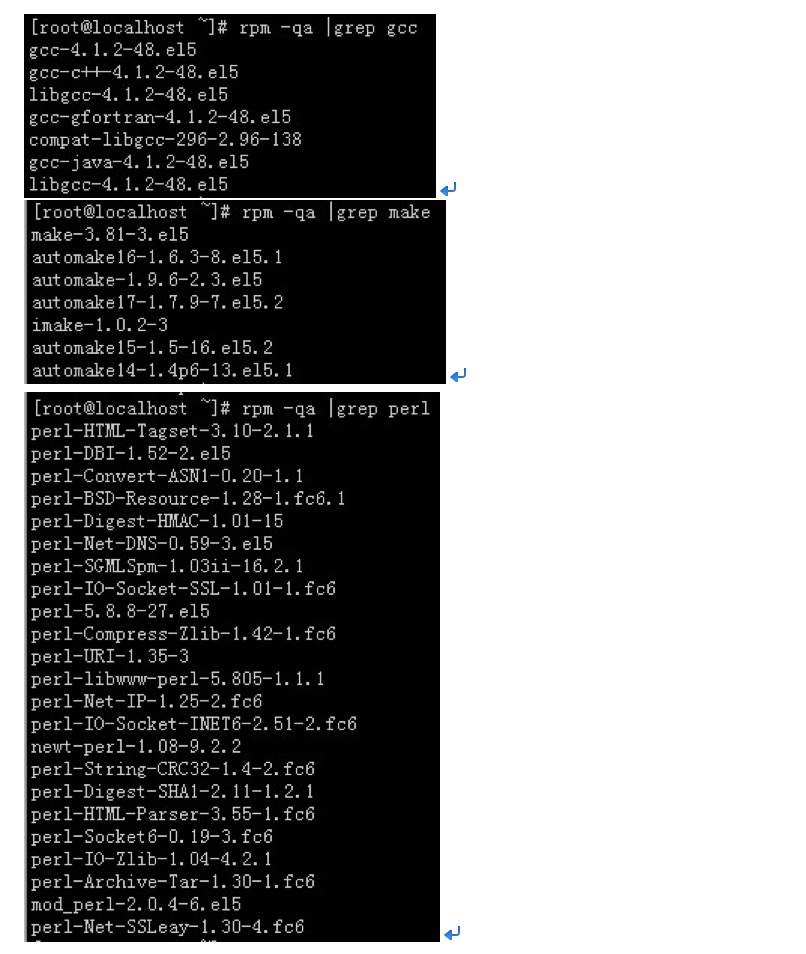 [root@localhost ~]# rpm -qa |grep gcc
gcc-4.1.2-48.el5
gcc-c++-4.1.2-48.el5
libgcc-4.1.2-48.el5
gcc-gfortran-4.1.2-48.el5
compat-libgcc-296-2.96-138
gcc-java-4.1.2-48.el5
libgcc-4.1.2-48.el5
[root@localhost ~]# rpm -qa |grep make
make-3.81-3.el5
automake16-1.6.3-8.el5.1
automake-1.9.6-2.3.el5
automake17-1.7.9-7.el5.2
imake-1.0.2-3
automake15-1.5-16.el5.2
automake14-1.4p6-13.el5.1
[root@localhost ~]# rpm -qa |grep perl
perl-HTML-Tagset-3.10-2.1.1
perl-DBI-1.52-2.el5
perl-Convert-ASN1-0.20-1.1
perl-BSD-Resource-1.28-1.fc6.1
perl-Digest-HMAC-1.01-15
perl-Net-DNS-0.59-3.el5
perl-SGMLSpm-1.03ii-16.2.1
perl-IO-Socket-SSL-1.01-1.fc6
perl-5.8.8-27.el5
perl-Compress-Zlib-1.42-1.fc6
perl-URI-1.35-3
perl-libwww-perl-5.805-1.1.1
perl-Net-IP-1.25-2.fc6
perl-IO-Socket-INET6-2.51-2.fc6
newt-perl-1.08-9.2.2
perl-String-CRC32-1.4-2.fc6
perl-Digest-SHA1-2.11-1.2.1
perl-HTML-Parser-3.55-1.fc6
perl-Socket6-0.19-3.fc6
perl-IO-Zlib-1.04-4.2.1
perl-Archive-Tar-1.30-1.fc6
mod_perl-2.0.4-6.el5
perl-Net-SSLeay-1.30-4.fc6